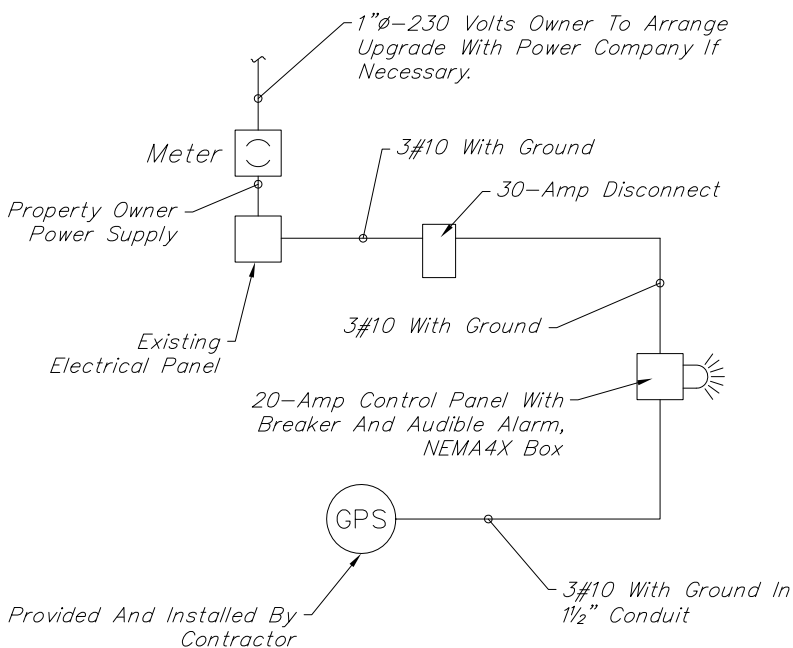 1"ø-230 Volts Owner To Arrange
Upgrade With Power Company If
Necessary.
Meter
3#10 With Ground
30-Amp Disconnect
Property Owner
Power Supply
3#10 With Ground
Existing
Electrical Panel
20-Amp Control Panel With
Breaker And Audible Alarm,
NEMA4X Box
GPS
3#10 With Ground In
1½" Conduit
Provided And Installed By
Contractor